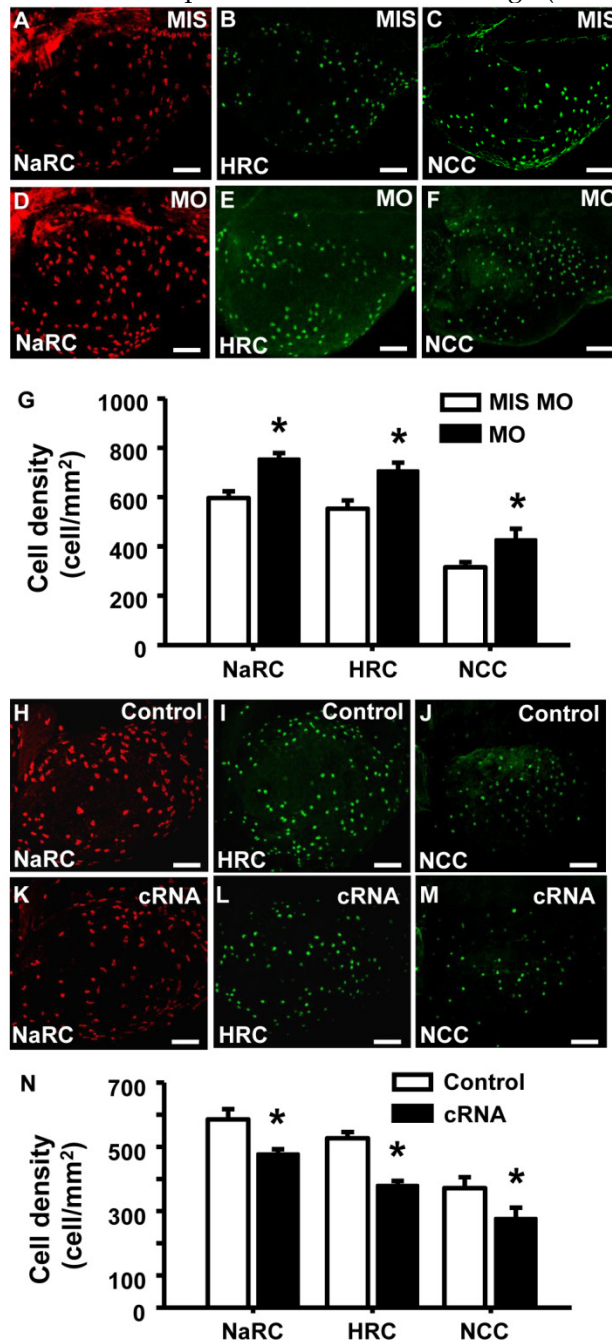 A MIS B MIS C MIS
NaRC HRC NCC
D MO E MO F MO
NaRC HRC NCC
G
1000
800
600
400
200
0
Cell density
(cell/mm²)
MIS MO
MO
* * *
NaRC HRC NCC
H Control I Control J Control
NaRC HRC NCC
K cRNA L cRNA M cRNA
NaRC HRC NCC
N
700
500
300
100
0
Cell density
(cell/mm²)
Control
cRNA
* * *
NaRC HRC NCC